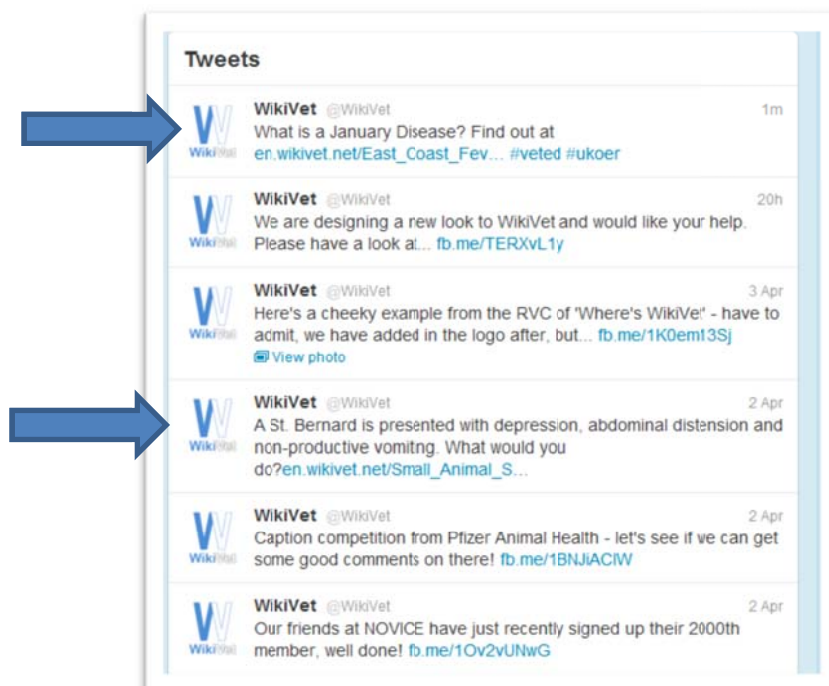 Tweets
WikiVet @WikiVet 1m
What is a January Disease? Find out at
en.wikivet.net/East_Coast_Fev... #veted #ukoer
WikiVet
WikiVet @WikiVet 20h
We are designing a new look to WikiVet and would like your help.
Please have a look at... fb.me/TERXvL1y
WikiVet
WikiVet @WikiVet 3 Apr
Here's a cheeky example from the RVC of 'Where's WikiVet' - have to
admit, we have added in the logo after, but... fb.me/1K0em13Sj
WikiVet
View photo
WikiVet @WikiVet 2 Apr
A St. Bernard is presented with depression, abdominal distension and
non-productive vomitng. What would you
do?en.wikivet.net/Small_Animal_S...
WikiVet
WikiVet @WikiVet 2 Apr
Caption competition from Pfizer Animal Health - let's see if we can get
some good comments on there! fb.me/1BNJiACIW
WikiVet
WikiVet @WikiVet 2 Apr
Our friends at NOVICE have just recently signed up their 2000th
member, well done! fb.me/1Ov2vUNwG
WikiVet